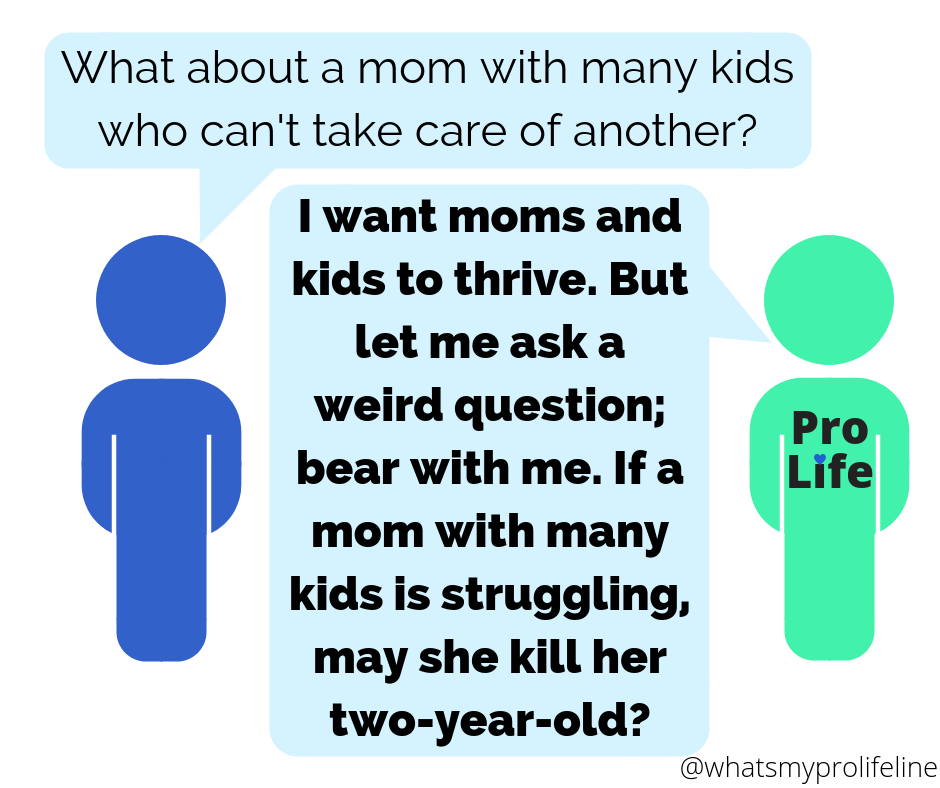 What about a mom with many kids
who can't take care of another?
I want moms and
kids to thrive. But
let me ask a
weird question;
bear with me. If a
mom with many
kids is struggling,
may she kill her
two-year-old?
Pro
Life
@whatsmyprolifeline